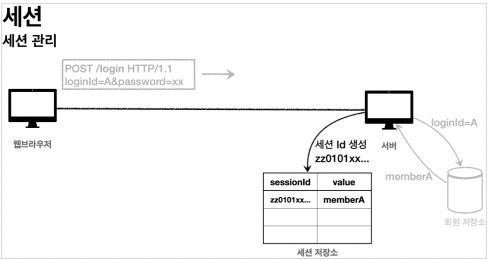 세션
세션 관리
POST /login HTTP/1.1
loginId=A&password=xx
웹브라우저
세션 Id 생성
zz0101xx...
서버
loginId=A
memberA
sessionId value
zz0101xx... memberA
회원 저장소
세션 저장소